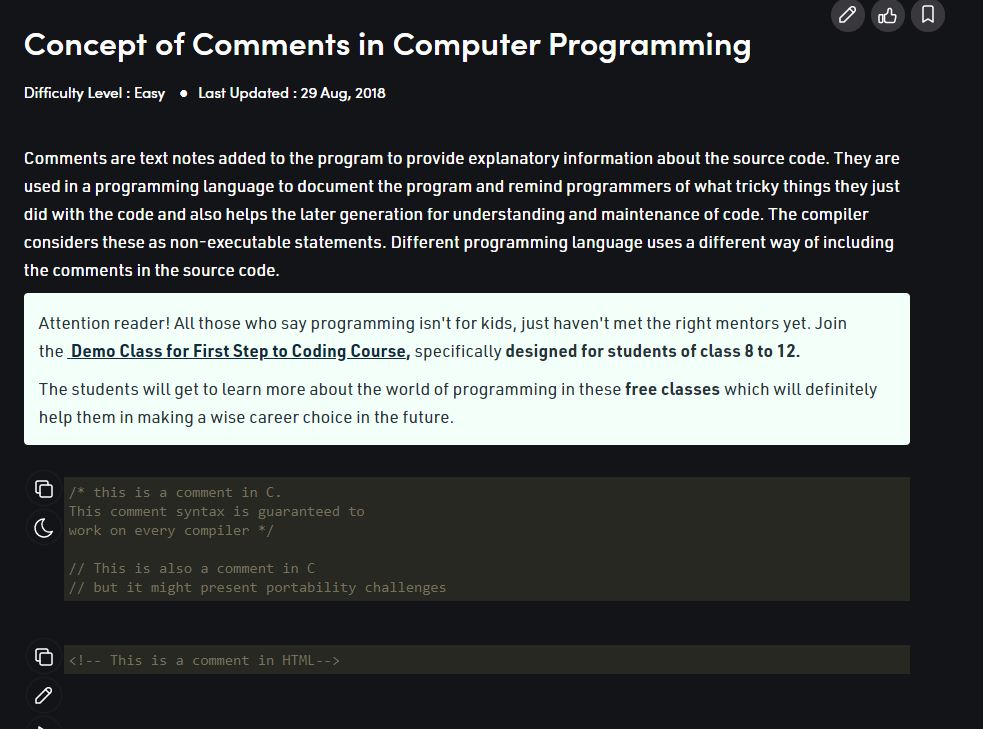 Concept of Comments in Computer Programming
Difficulty Level : Easy ● Last Updated : 29 Aug, 2018
Comments are text notes added to the program to provide explanatory information about the source code. They are
used in a programming language to document the program and remind programmers of what tricky things they just
did with the code and also helps the later generation for understanding and maintenance of code. The compiler
considers these as non-executable statements. Different programming language uses a different way of including
the comments in the source code.
Attention reader! All those who say programming isn't for kids, just haven't met the right mentors yet. Join
the Demo Class for First Step to Coding Course, specifically designed for students of class 8 to 12.
The students will get to learn more about the world of programming in these free classes which will definitely
help them in making a wise career choice in the future.
/* this is a comment in C.
This comment syntax is guaranteed to
work on every compiler */
// This is also a comment in C
// but it might present portability challenges
<!-- This is a comment in HTML-->